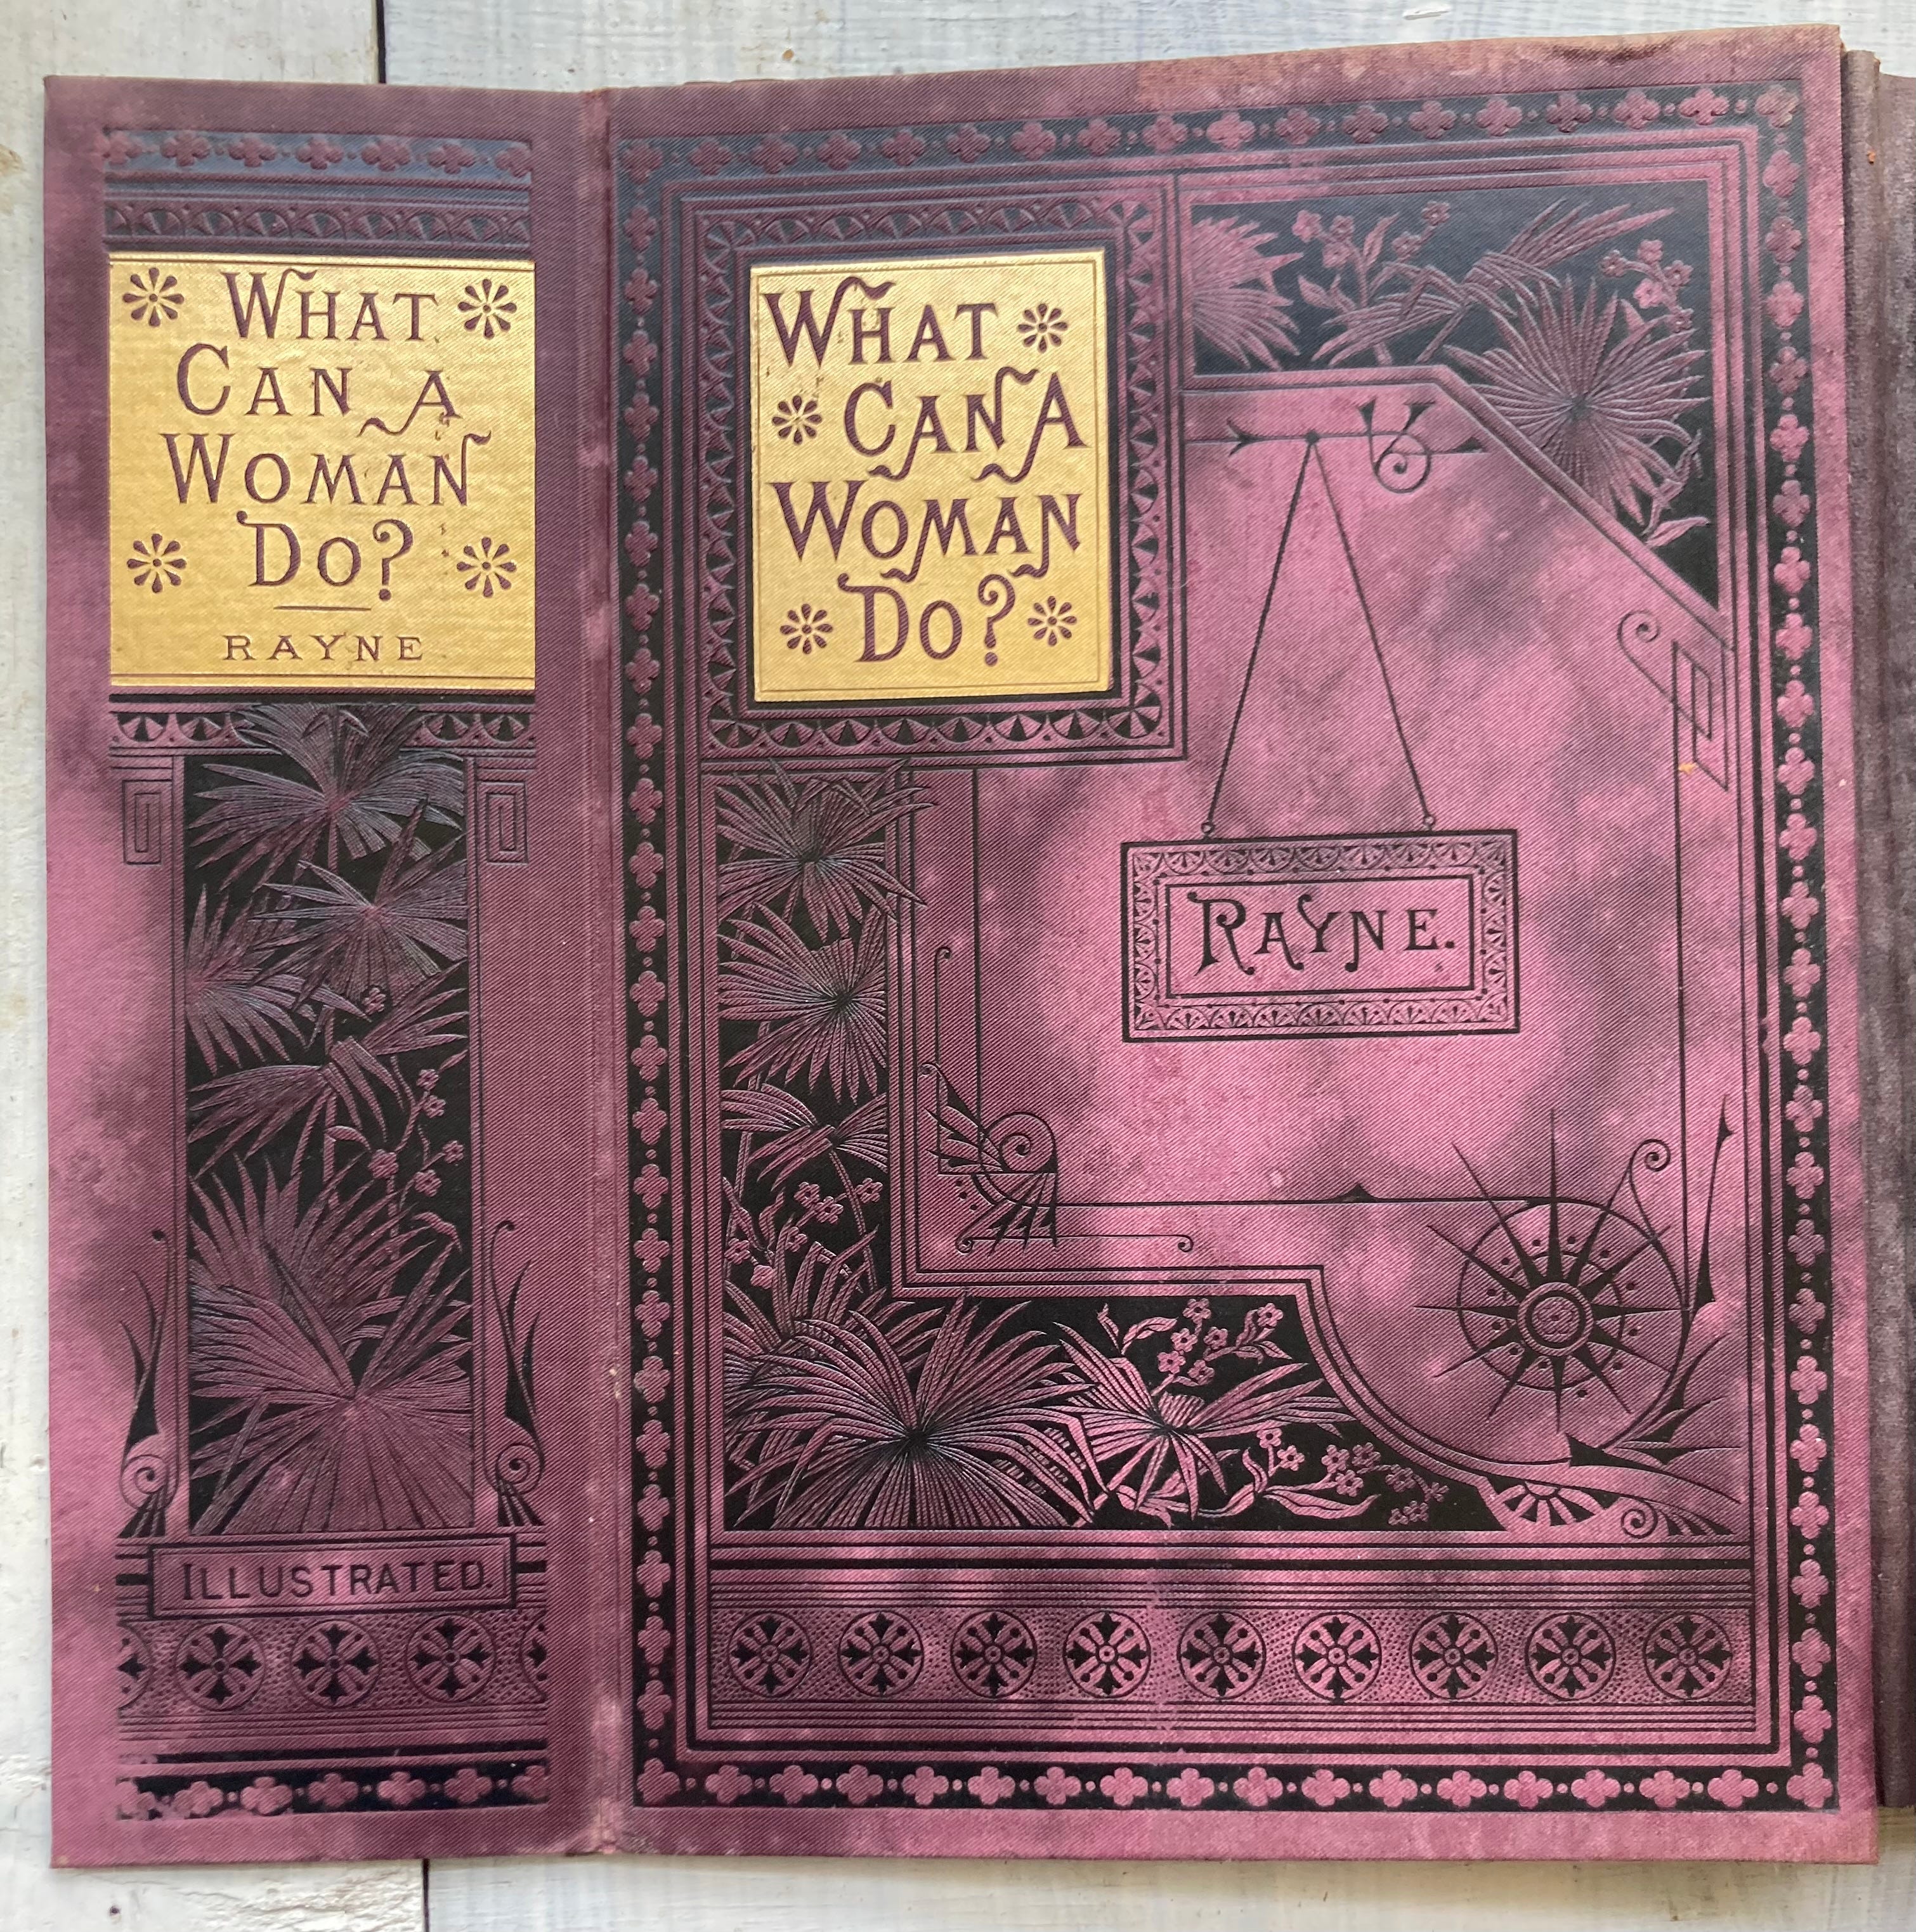 WHAT
CAN A
WOMAN
DO?
RAYNE
ILLUSTRATED.
WHAT
CAN A
WOMAN
DO?
RAYNE.